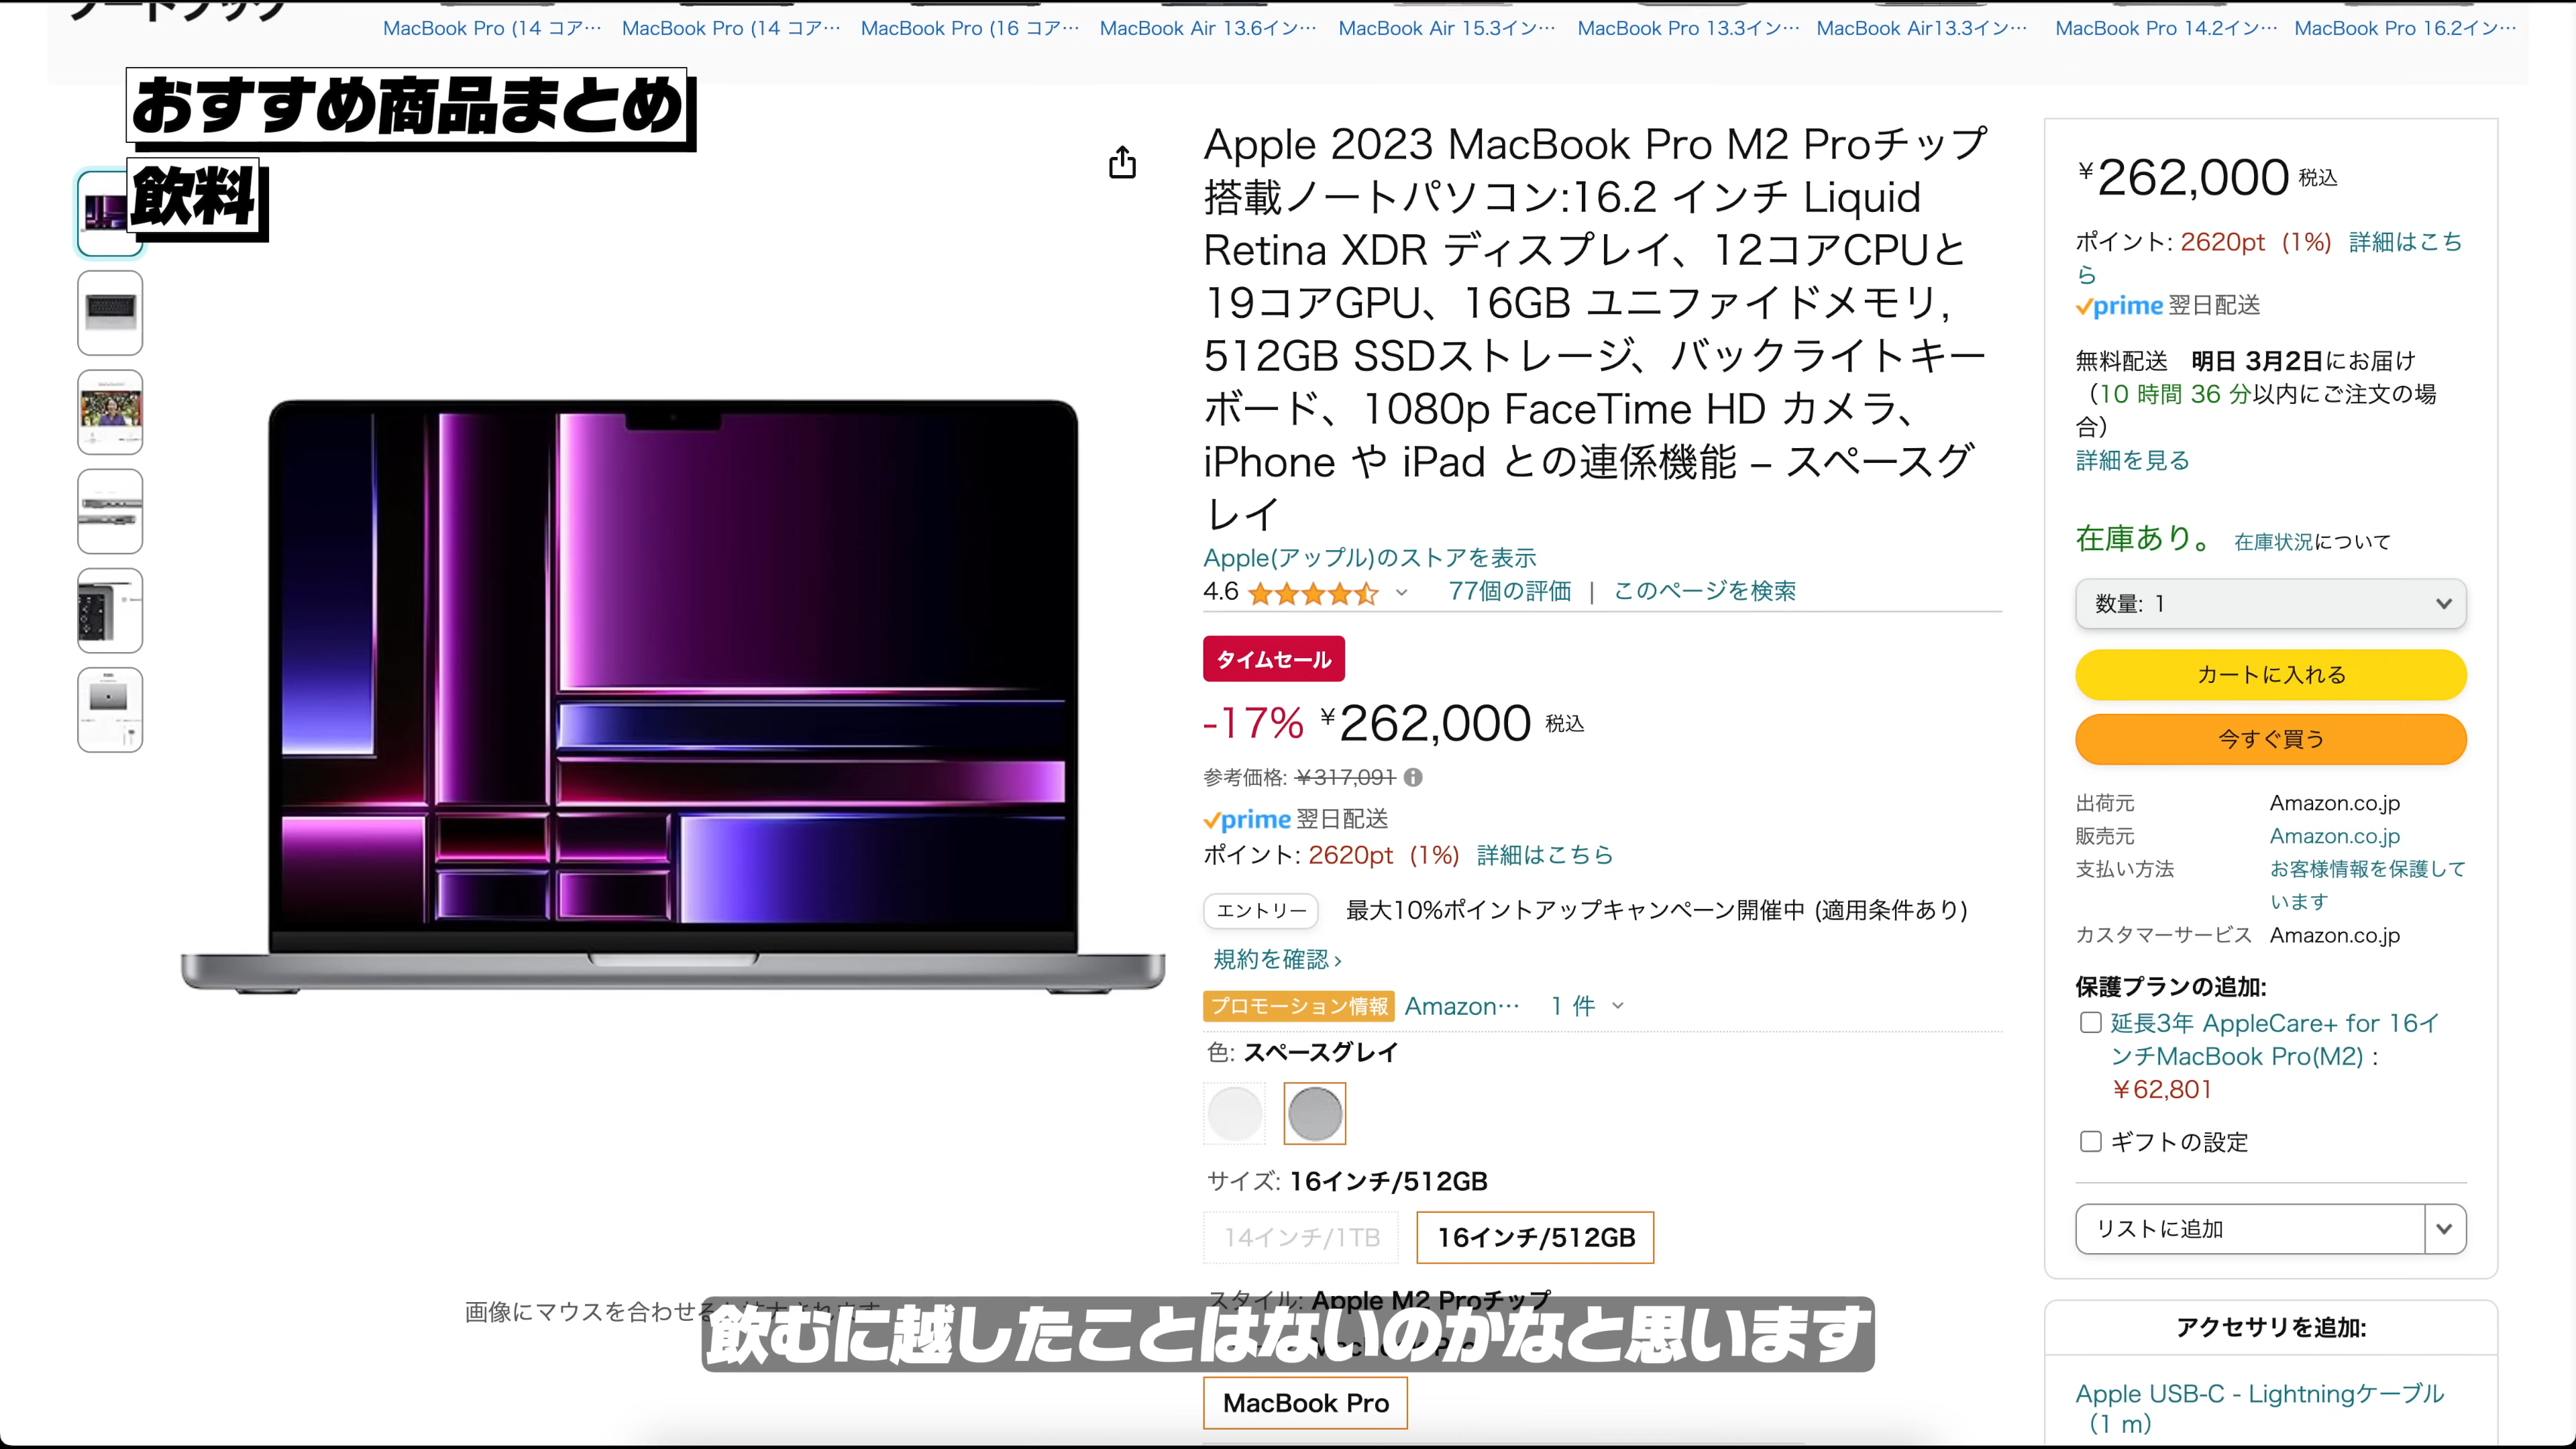 MacBook Pro (14 コア… MacBook Pro (14 コア… MacBook Pro (16 コア… MacBook Air 13.6イン… MacBook Air 15.3イン… MacBook Pro 13.3イン… MacBook Air13.3イン… MacBook Pro 14.2イン… MacBook Pro 16.2イン…
おすすめ商品まとめ
飲料
Apple 2023 MacBook Pro M2 Proチップ
搭載ノートパソコン:16.2 インチ Liquid
Retina XDR ディスプレイ、12コアCPUと
19コアGPU、16GB ユニファイドメモリ,
512GB SSDストレージ、バックライトキー
ボード、1080p FaceTime HD カメラ、
iPhone や iPad との連係機能 – スペースグ
レイ
Apple(アップル)のストアを表示
4.6 77個の評価 | このページを検索
タイムセール
-17% ¥262,000 税込
参考価格: ¥317,091
prime 翌日配送
ポイント: 2620pt (1%) 詳細はこちら
エントリー 最大10%ポイントアップキャンペーン開催中 (適用条件あり)
規約を確認 ›
プロモーション情報 Amazon… 1 件
色: スペースグレイ
サイズ: 16インチ/512GB
14インチ/1TB 16インチ/512GB
スタイル: Apple M2 Proチップ
画像にマウスを合わせる
飲むに越したことはないのかなと思います
MacBook Pro
¥262,000 税込
ポイント: 2620pt (1%) 詳細はこち
ら
prime 翌日配送
無料配送 明日 3月2日にお届け
（10 時間 36 分以内にご注文の場
合）
詳細を見る
在庫あり。 在庫状況について
数量: 1
カートに入れる
今すぐ買う
出荷元 Amazon.co.jp
販売元 Amazon.co.jp
支払い方法 お客様情報を保護して
います
カスタマーサービス Amazon.co.jp
保護プランの追加:
延長3年 AppleCare+ for 16イ
ンチMacBook Pro(M2) :
￥62,801
ギフトの設定
リストに追加
アクセサリを追加:
Apple USB-C - Lightningケーブル
（1 m）